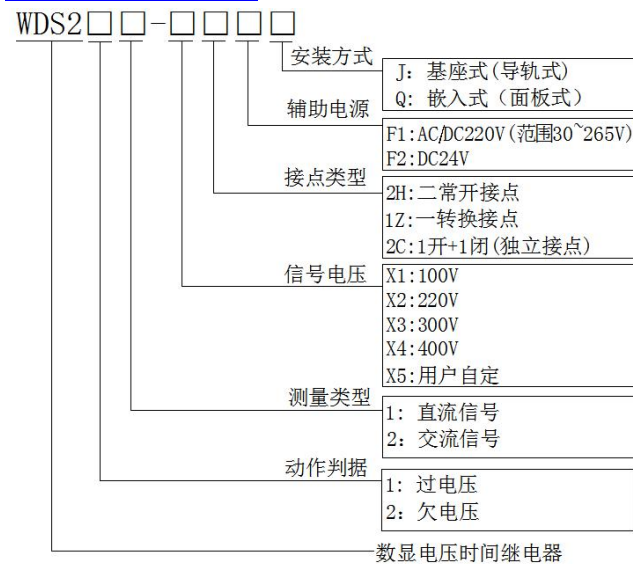 WDS2□□-□□□□
安装方式
J: 基座式(导轨式)
Q: 嵌入式（面板式）
辅助电源
F1:AC/DC220V(范围30~265V)
F2:DC24V
接点类型
2H:二常开接点
1Z:一转换接点
2C:1开+1闭(独立接点)
信号电压
X1:100V
X2:220V
X3:300V
X4:400V
X5:用户自定
测量类型
1: 直流信号
2: 交流信号
动作判据
1: 过电压
2: 欠电压
数显电压时间继电器